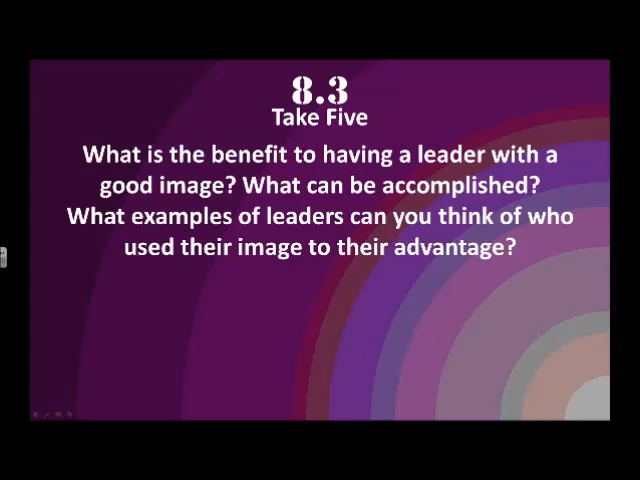 8.3
Take Five
What is the benefit to having a leader with a
good image? What can be accomplished?
What examples of leaders can you think of who
used their image to their advantage?